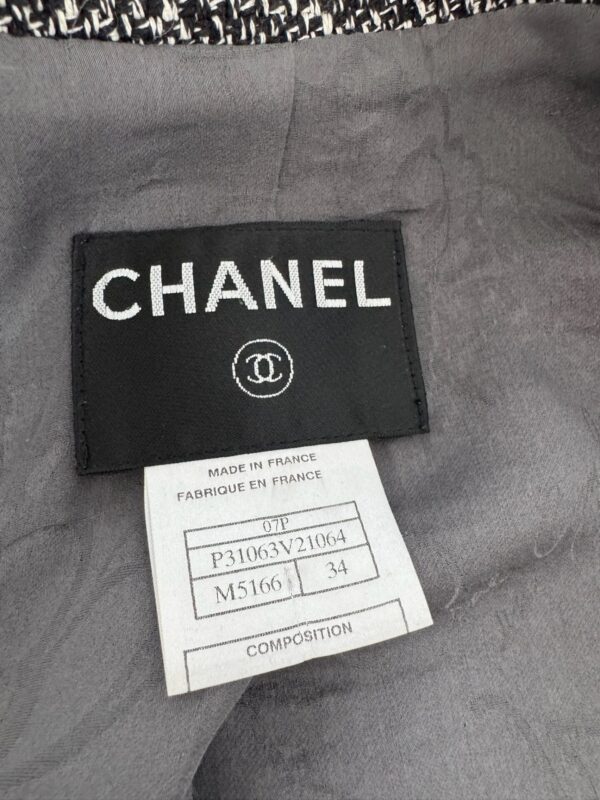 CHANEL
MADE IN FRANCE
FABRIQUE EN FRANCE
07P
P31063V21064
M5166 34
COMPOSITION